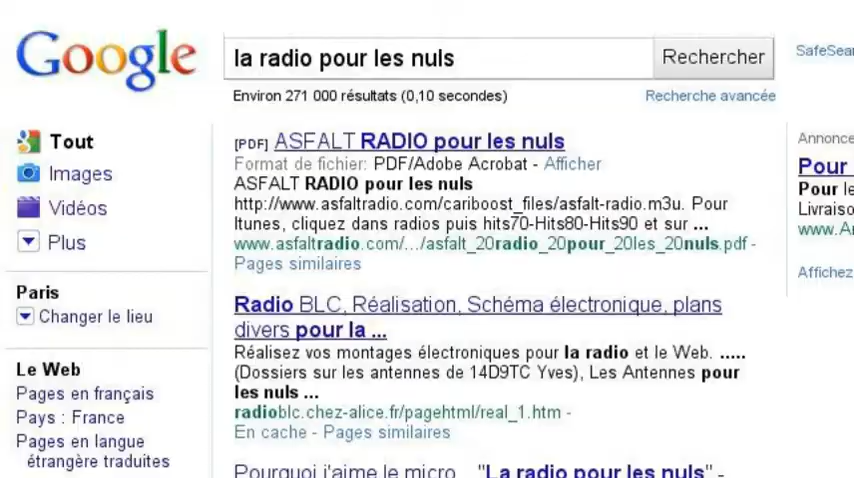 Google
la radio pour les nuls
Rechercher
SafeSear
Environ 271 000 résultats (0,10 secondes)
Recherche avancée
Tout
Images
Vidéos
Plus
Paris
Changer le lieu
Le Web
Pages en français
Pays : France
Pages en langue
étrangère traduites
[PDF] ASFALT RADIO pour les nuls
Format de fichier: PDF/Adobe Acrobat - Afficher
ASFALT RADIO pour les nuls
http://www.asfaltradio.com/cariboost_files/asfalt-radio.m3u. Pour
Itunes, cliquez dans radios puis hits70-Hits80-Hits90 et sur ...
www.asfaltradio.com/.../asfalt_20radio_20pour_20les_20nuls.pdf -
Pages similaires
Radio BLC, Réalisation, Schéma électronique, plans
divers pour la ...
Réalisez vos montages électroniques pour la radio et le Web. .....
(Dossiers sur les antennes de 14D9TC Yves), Les Antennes pour
les nuls ...
radioblc.chez-alice.fr/pagehtml/real_1.htm -
En cache - Pages similaires
Pourquoi j'aime le micro... "La radio pour les nuls" -
Annonce
Pour
Pour le
Livraiso
www.A
Affichez